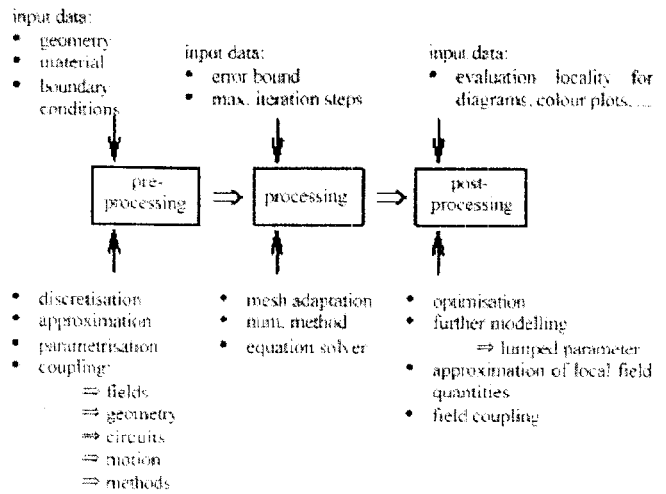 input data:
• geometry
• material
• boundary
conditions
input data:
• error bound
• max. iteration steps
input data:
• evaluation locality for
diagrams, colour plots, ...
pre-
processing
⇒
processing
⇒
post-
processing
• discretisation
• approximation
• parametrisation
• coupling:
⇒ fields
⇒ geometry
⇒ circuits
⇒ motion
⇒ methods
• mesh adaptation
• num. method
• equation solver
• optimisation
• further modelling
⇒ lumped parameter
• approximation of local field
quantities
• field coupling